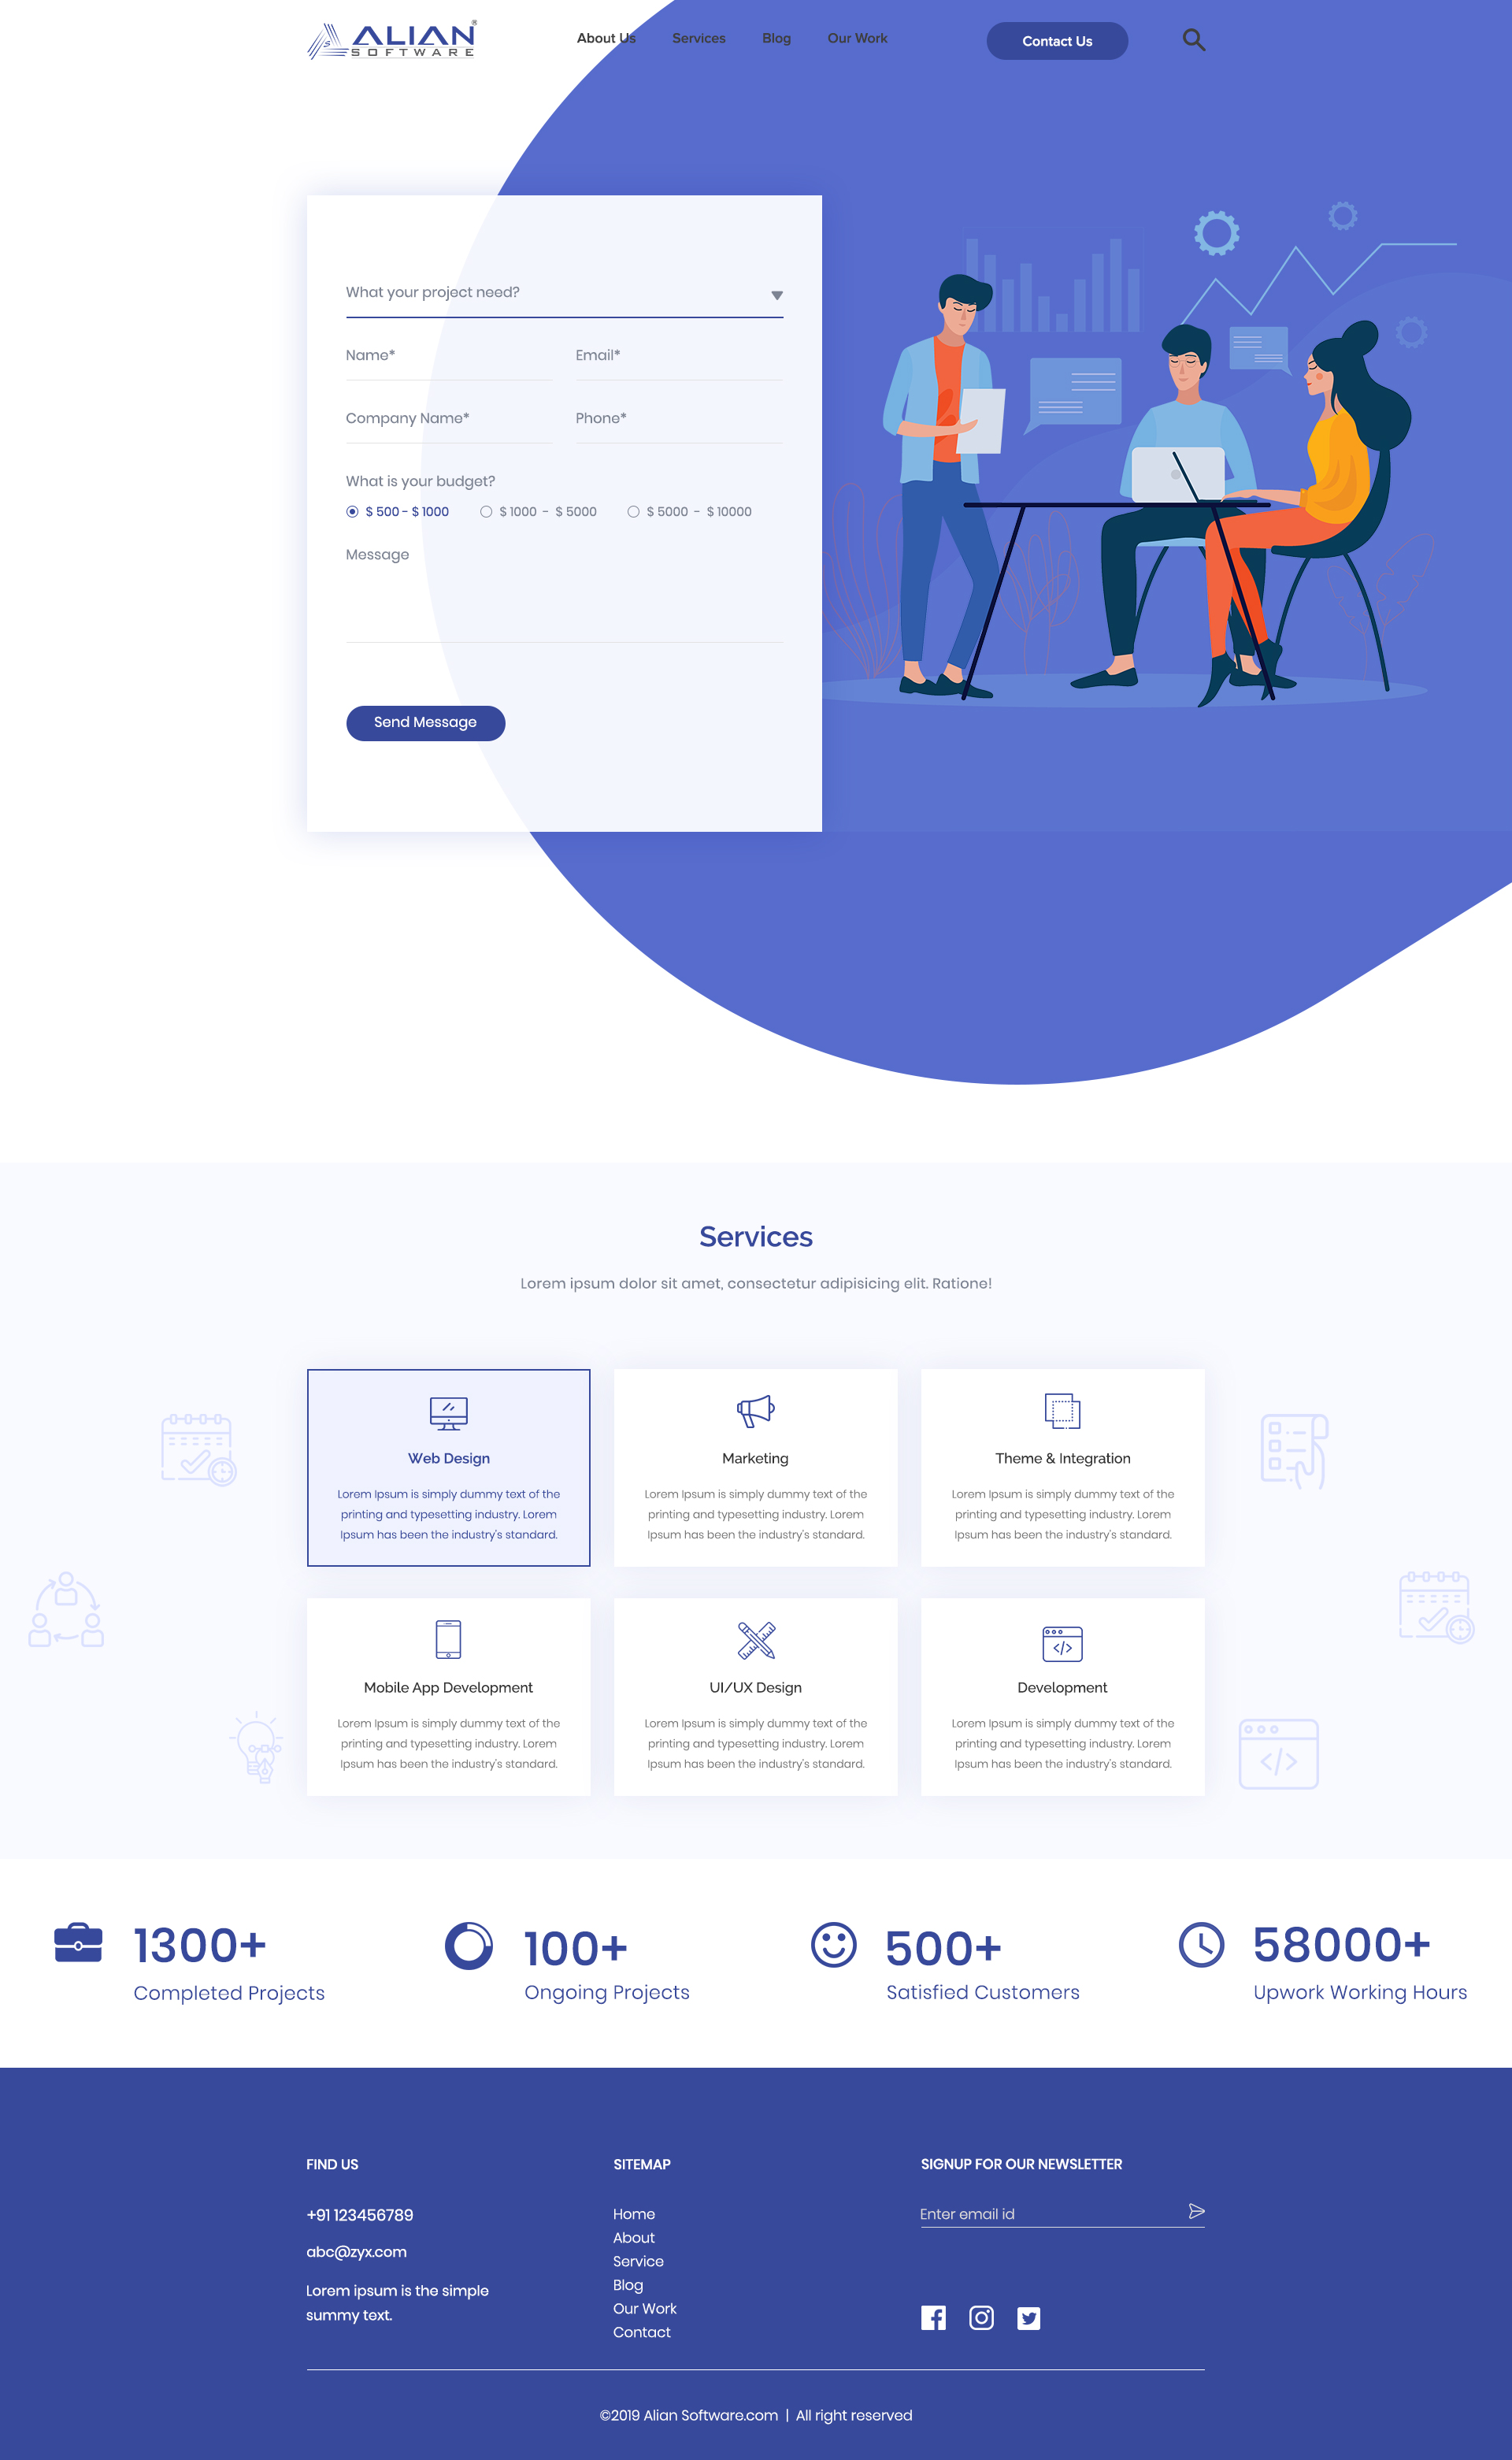 ALIAN®
SOFTWARE
About Us
Services
Blog
Our Work
Contact Us
What your project need?
Name*
Email*
Company Name*
Phone*
What is your budget?
$ 500 - $ 1000
$ 1000 - $ 5000
$ 5000 - $ 10000
Message
Send Message
Services
Lorem ipsum dolor sit amet, consectetur adipisicing elit. Ratione!
Web Design
Lorem Ipsum is simply dummy text of the
printing and typesetting industry. Lorem
Ipsum has been the industry's standard.
Marketing
Lorem Ipsum is simply dummy text of the
printing and typesetting industry. Lorem
Ipsum has been the industry's standard.
Theme & Integration
Lorem Ipsum is simply dummy text of the
printing and typesetting industry. Lorem
Ipsum has been the industry's standard.
Mobile App Development
Lorem Ipsum is simply dummy text of the
printing and typesetting industry. Lorem
Ipsum has been the industry's standard.
UI/UX Design
Lorem Ipsum is simply dummy text of the
printing and typesetting industry. Lorem
Ipsum has been the industry's standard.
Development
Lorem Ipsum is simply dummy text of the
printing and typesetting industry. Lorem
Ipsum has been the industry's standard.
1300+
Completed Projects
100+
Ongoing Projects
500+
Satisfied Customers
58000+
Upwork Working Hours
FIND US
+91 123456789
abc@zyx.com
Lorem ipsum is the simple
summy text.
SITEMAP
Home
About
Service
Blog
Our Work
Contact
SIGNUP FOR OUR NEWSLETTER
Enter email id
©2019 Alian Software.com | All right reserved